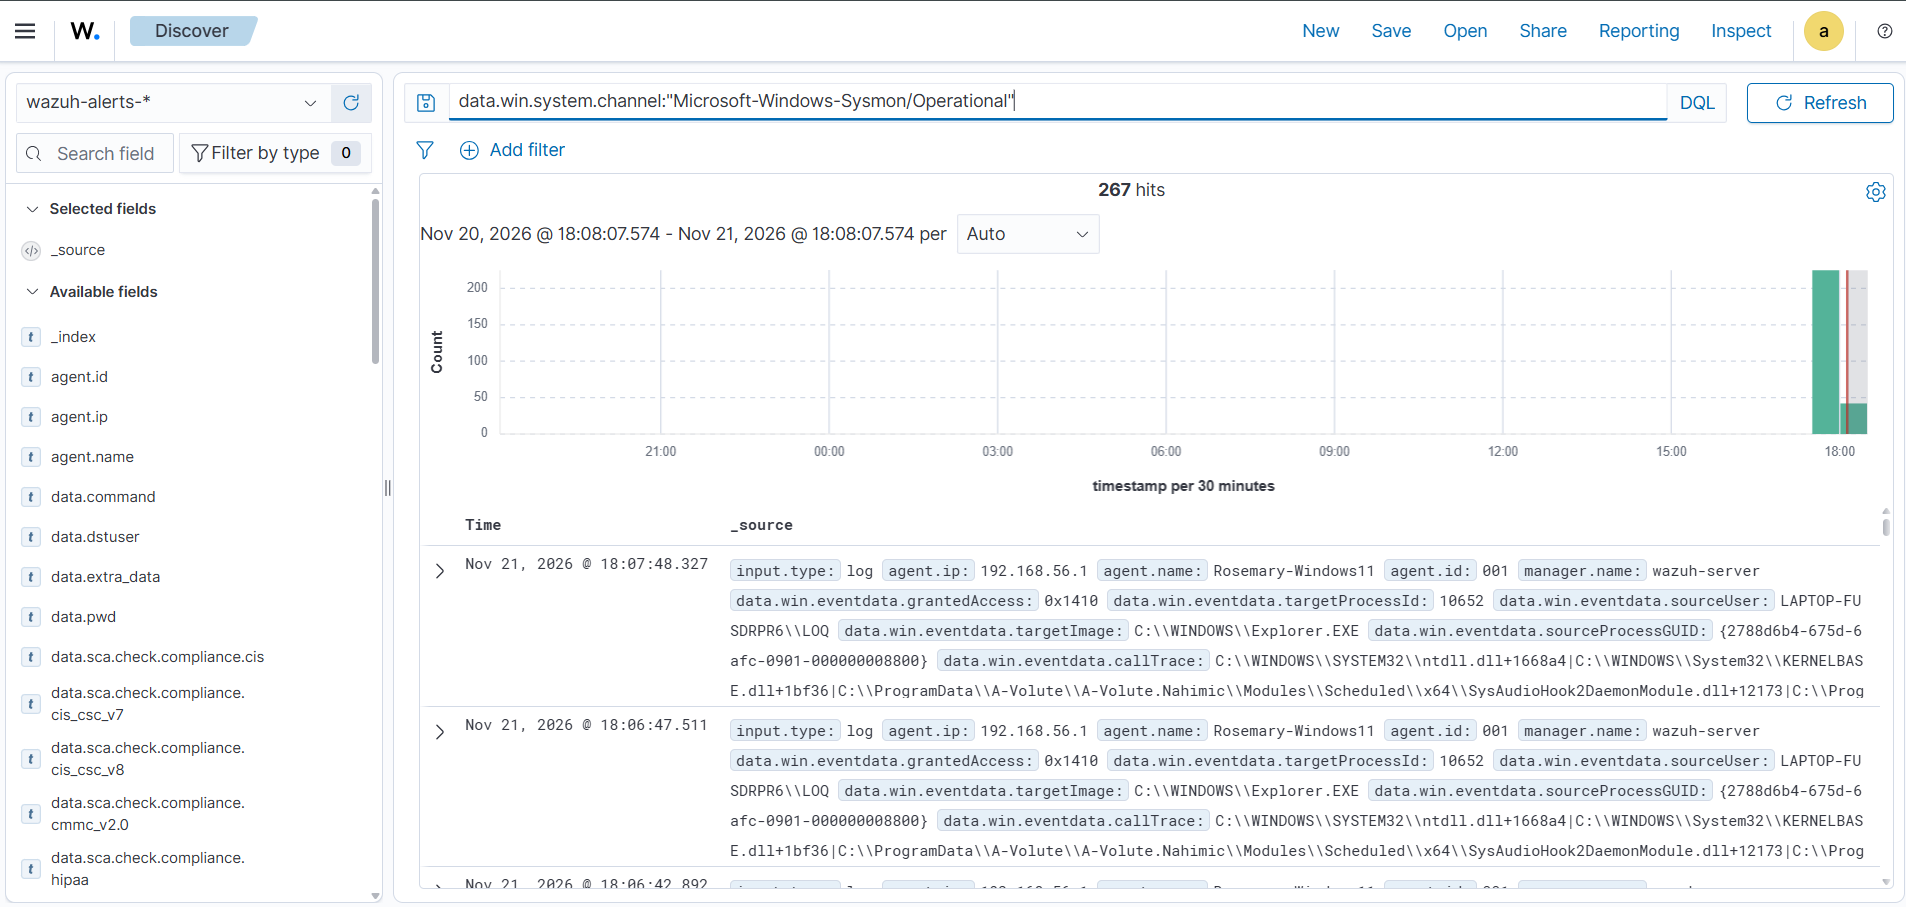 W. Discover New Save Open Share Reporting Inspect a
wazuh-alerts-*
Search field Filter by type 0
Selected fields
_source
Available fields
t _index
t agent.id
t agent.ip
t agent.name
t data.command
t data.dstuser
t data.extra_data
t data.pwd
t data.sca.check.compliance.cis
t data.sca.check.compliance.
cis_csc_v7
t data.sca.check.compliance.
cis_csc_v8
t data.sca.check.compliance.
cmmc_v2.0
t data.sca.check.compliance.
hipaa
data.win.system.channel:"Microsoft-Windows-Sysmon/Operational" DQL Refresh
Add filter
267 hits
Nov 20, 2026 @ 18:08:07.574 - Nov 21, 2026 @ 18:08:07.574 per Auto
Count
200
150
100
50
0
21:00 00:00 03:00 06:00 09:00 12:00 15:00 18:00
timestamp per 30 minutes
Time _source
Nov 21, 2026 @ 18:07:48.327 input.type: log agent.ip: 192.168.56.1 agent.name: Rosemary-Windows11 agent.id: 001 manager.name: wazuh-server
data.win.eventdata.grantedAccess: 0x1410 data.win.eventdata.targetProcessId: 10652 data.win.eventdata.sourceUser: LAPTOP-FU
SDRPR6\\LOQ data.win.eventdata.targetImage: C:\\WINDOWS\\Explorer.EXE data.win.eventdata.sourceProcessGUID: {2788d6b4-675d-6
afc-0901-000000008800} data.win.eventdata.callTrace: C:\\WINDOWS\\SYSTEM32\\ntdll.dll+1668a4|C:\\WINDOWS\\System32\\KERNELBAS
E.dll+1bf36|C:\\ProgramData\\A-Volute\\A-Volute.Nahimic\\Modules\\Scheduled\\x64\\SysAudioHook2DaemonModule.dll+12173|C:\\Prog
Nov 21, 2026 @ 18:06:47.511 input.type: log agent.ip: 192.168.56.1 agent.name: Rosemary-Windows11 agent.id: 001 manager.name: wazuh-server
data.win.eventdata.grantedAccess: 0x1410 data.win.eventdata.targetProcessId: 10652 data.win.eventdata.sourceUser: LAPTOP-FU
SDRPR6\\LOQ data.win.eventdata.targetImage: C:\\WINDOWS\\Explorer.EXE data.win.eventdata.sourceProcessGUID: {2788d6b4-675d-6
afc-0901-000000008800} data.win.eventdata.callTrace: C:\\WINDOWS\\SYSTEM32\\ntdll.dll+1668a4|C:\\WINDOWS\\System32\\KERNELBAS
E.dll+1bf36|C:\\ProgramData\\A-Volute\\A-Volute.Nahimic\\Modules\\Scheduled\\x64\\SysAudioHook2DaemonModule.dll+12173|C:\\Prog
Nov 21, 2026 @ 18:06:42.892